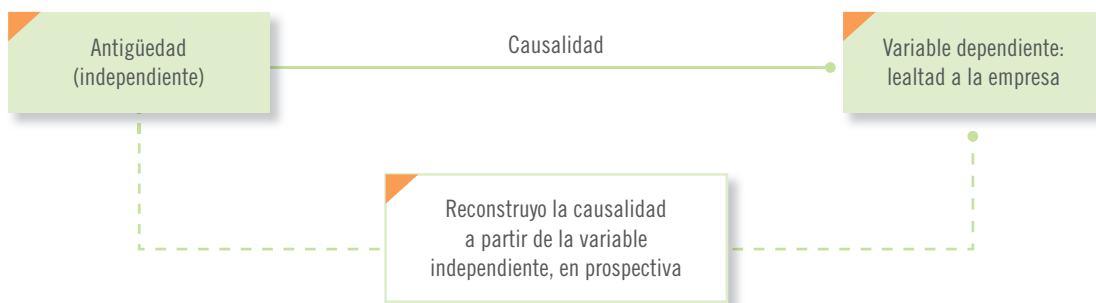 Antigüedad
(independiente)
Causalidad
Variable dependiente:
lealtad a la empresa
Reconstruyo la causalidad
a partir de la variable
independiente, en prospectiva